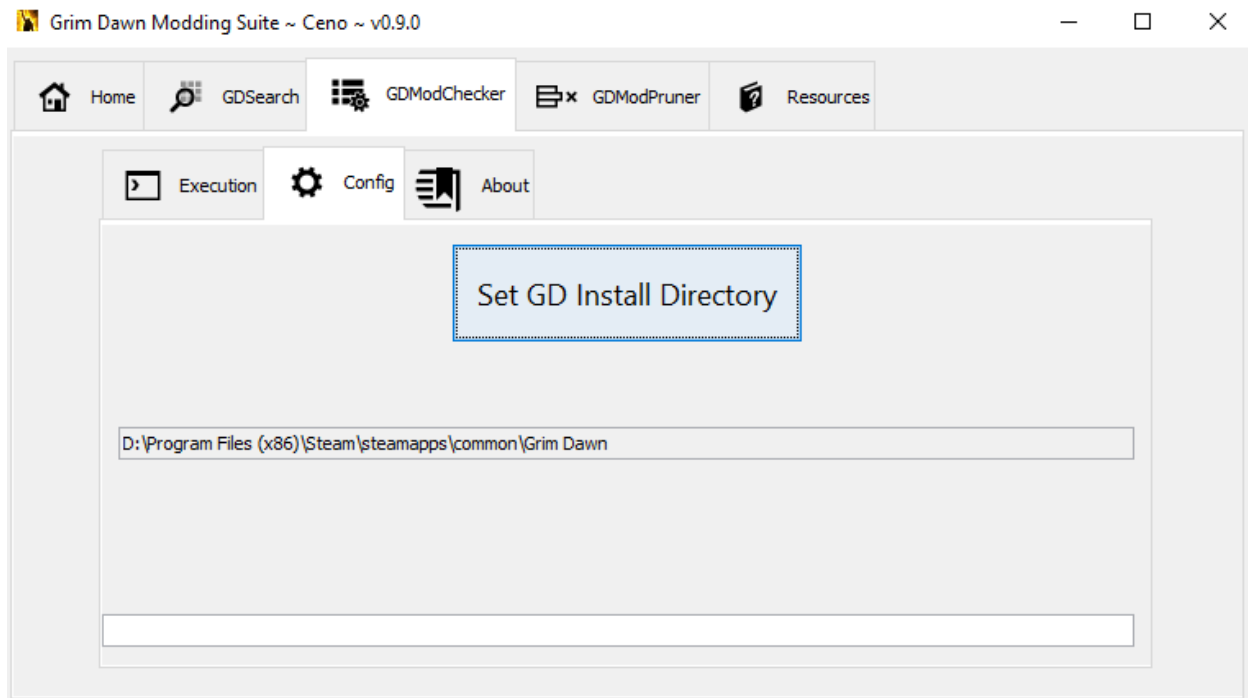 Grim Dawn Modding Suite ~ Ceno ~ v0.9.0
Home GDSearch GDModChecker GDModPruner Resources
Execution Config About
Set GD Install Directory
D:\Program Files (x86)\Steam\steamapps\common\Grim Dawn